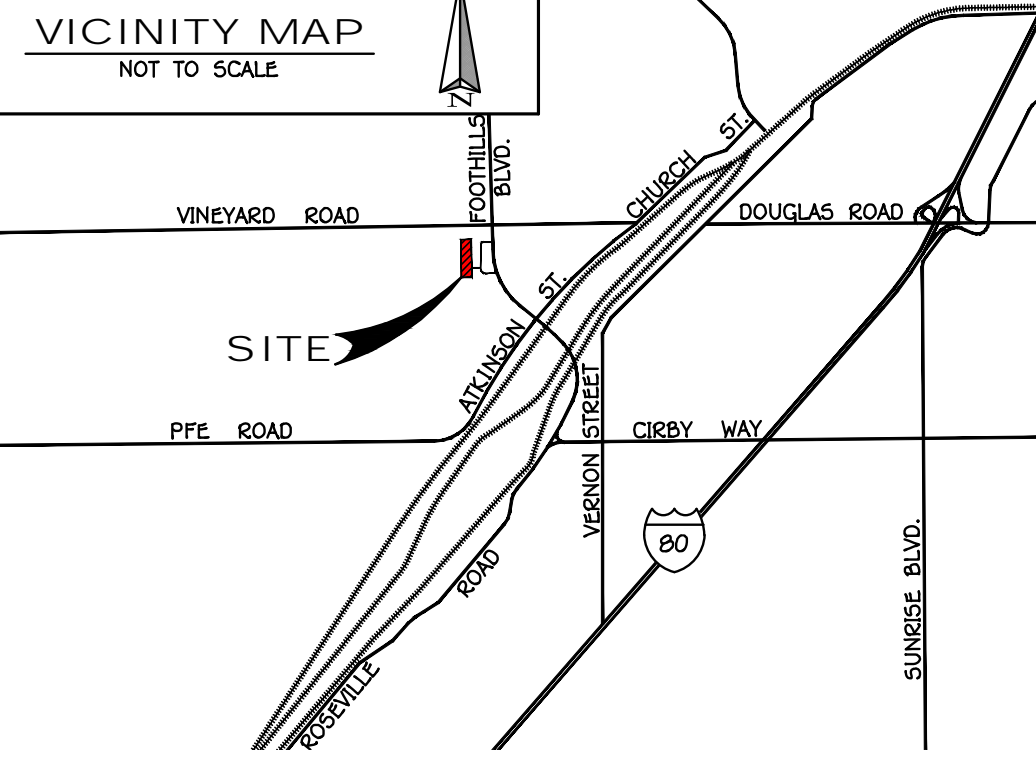 VICINITY MAP
NOT TO SCALE
N
FOOTHILLS
BLVD.
CHURCH ST.
VINEYARD ROAD
DOUGLAS ROAD
SITE
ATKINSON ST.
PFE ROAD
VERNON STREET
CIRBY WAY
80
ROSEVILLE ROAD
SUNRISE BLVD.